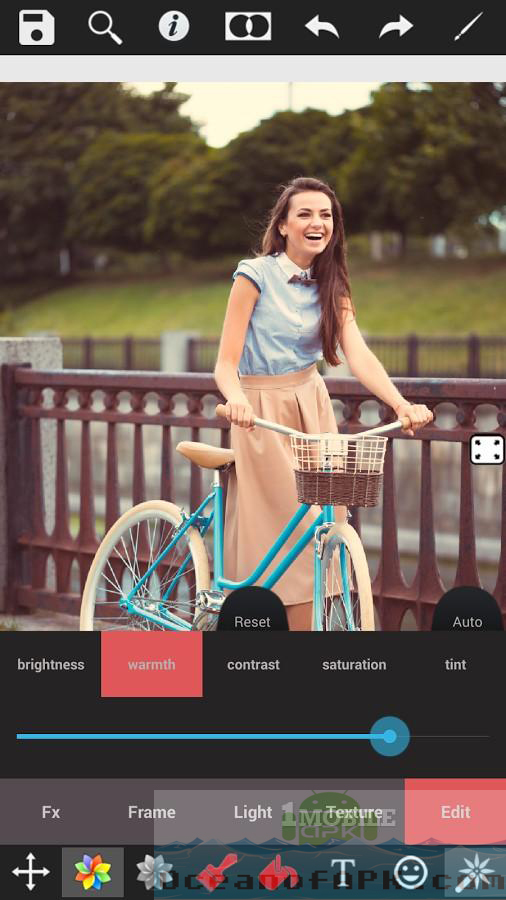 Reset Auto
brightness warmth contrast saturation tint
Fx Frame Light Texture Edit
1MOBILE
APK
T
OceanofAPK.com